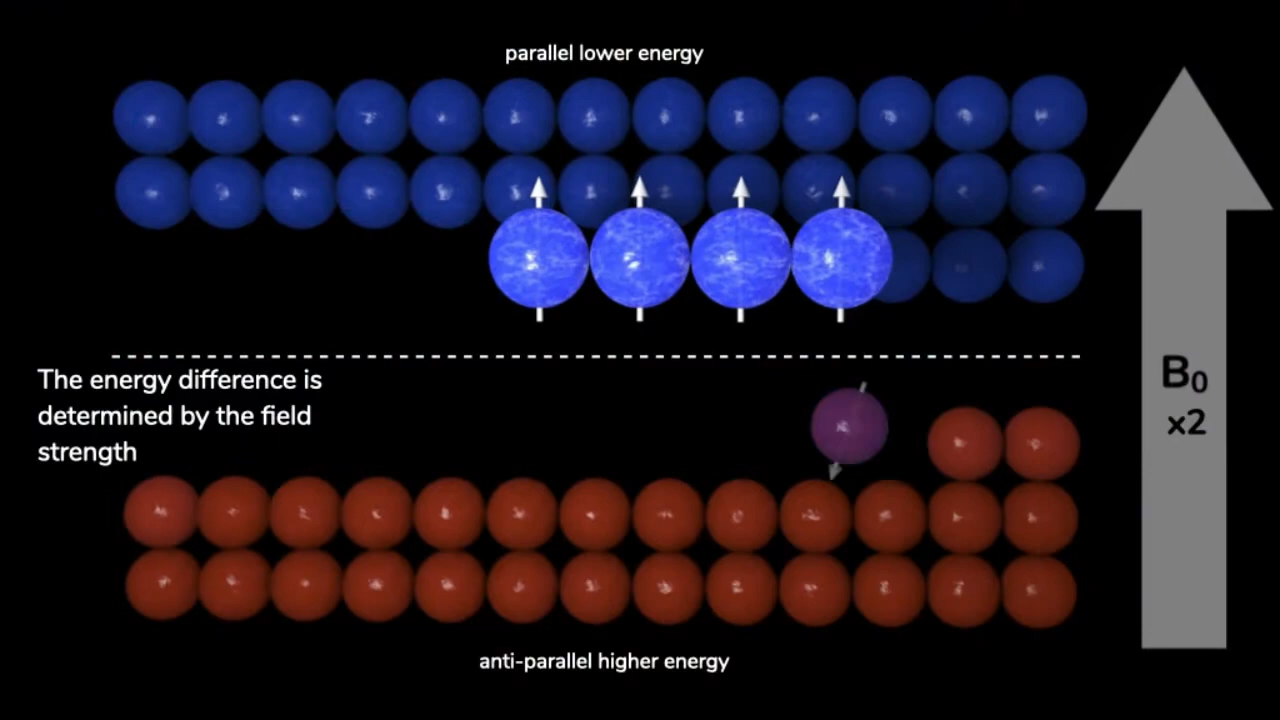 parallel lower energy
The energy difference is
determined by the field
strength
B₀
x2
anti-parallel higher energy